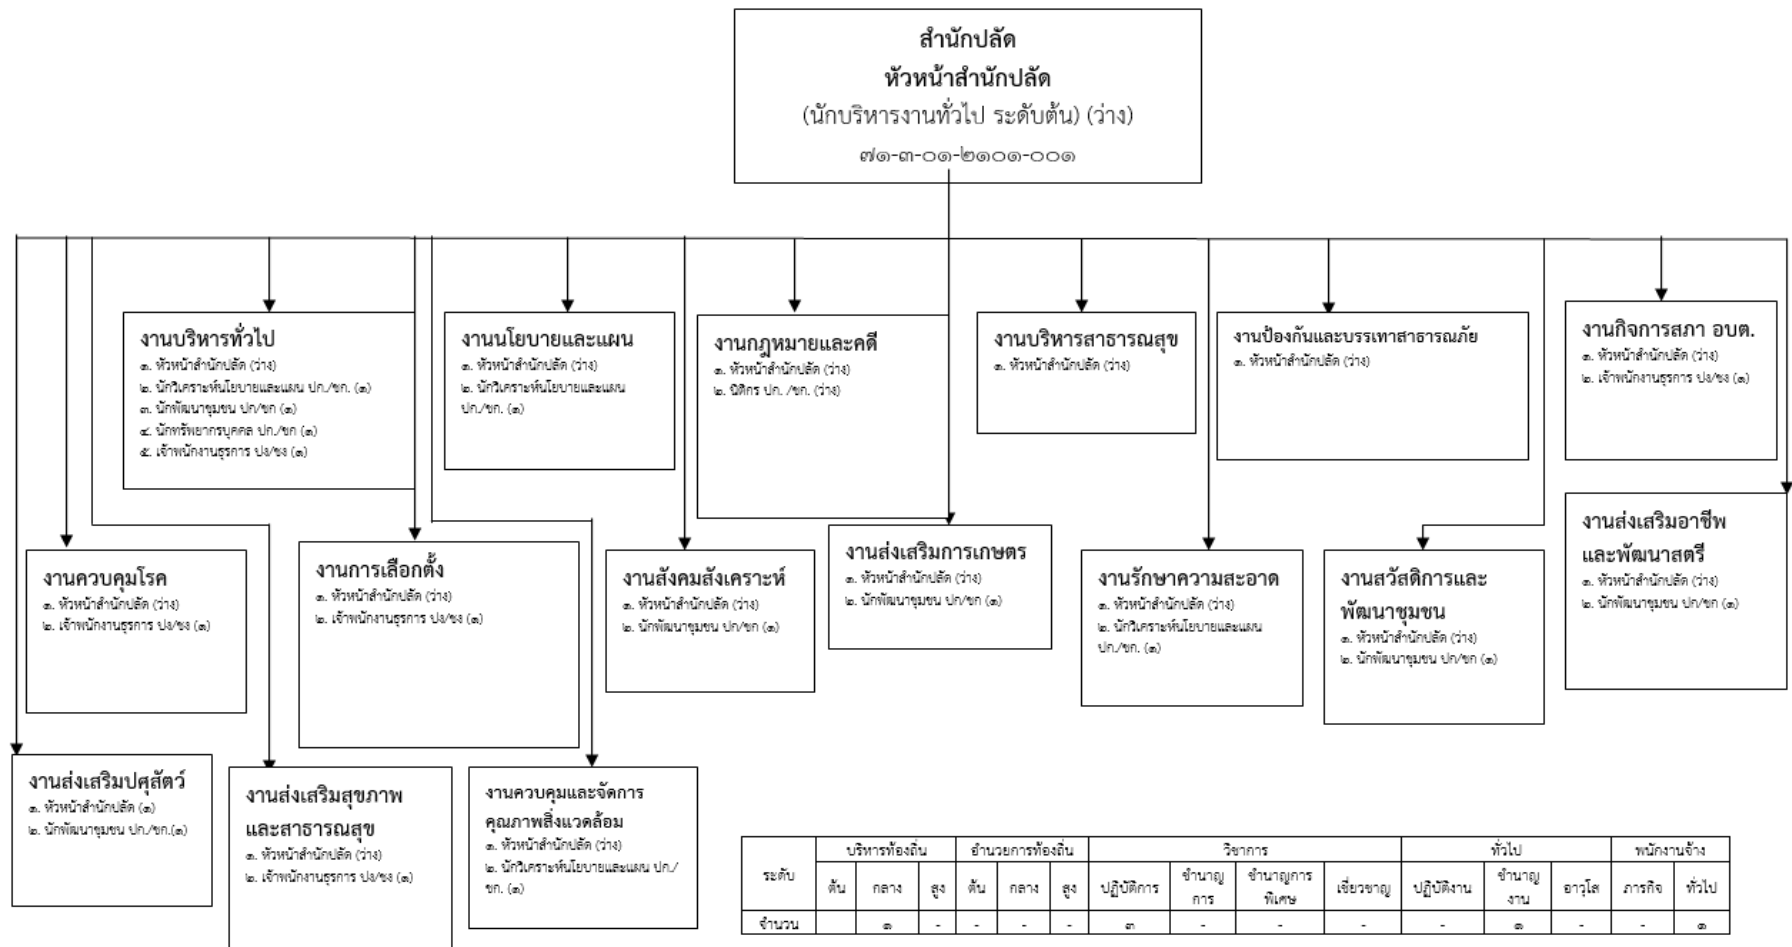 สำนักปลัด
หัวหน้าสำนักปลัด
(นักบริหารงานทั่วไป ระดับต้น) (ว่าง)
๗๑-๓-๐๑-๒๑๐๑-๐๐๑
งานบริหารทั่วไป
๑. หัวหน้าสำนักปลัด (ว่าง)
๒. นักวิเคราะห์นโยบายและแผน ปก./ชก. (๑)
๓. นักพัฒนาชุมชน ปก/ชก (๑)
๔. นักทรัพยากรบุคคล ปก./ชก (๑)
๕. เจ้าพนักงานธุรการ ปง/ชง (๑)
งานนโยบายและแผน
๑. หัวหน้าสำนักปลัด (ว่าง)
๒. นักวิเคราะห์นโยบายและแผน
ปก./ชก. (๑)
งานกฎหมายและคดี
๑. หัวหน้าสำนักปลัด (ว่าง)
๒. นิติกร ปก. /ชก. (ว่าง)
งานบริหารสาธารณสุข
๑. หัวหน้าสำนักปลัด (ว่าง)
งานป้องกันและบรรเทาสาธารณภัย
๑. หัวหน้าสำนักปลัด (ว่าง)
งานกิจการสภา อบต.
๑. หัวหน้าสำนักปลัด (ว่าง)
๒. เจ้าพนักงานธุรการ ปง/ชง (๑)
งานควบคุมโรค
๑. หัวหน้าสำนักปลัด (ว่าง)
๒. เจ้าพนักงานธุรการ ปง/ชง (๑)
งานการเลือกตั้ง
๑. หัวหน้าสำนักปลัด (ว่าง)
๒. เจ้าพนักงานธุรการ ปง/ชง (๑)
งานสังคมสังเคราะห์
๑. หัวหน้าสำนักปลัด (ว่าง)
๒. นักพัฒนาชุมชน ปก/ชก (๑)
งานส่งเสริมการเกษตร
๑. หัวหน้าสำนักปลัด (ว่าง)
๒. นักพัฒนาชุมชน ปก/ชก (๑)
งานรักษาความสะอาด
๑. หัวหน้าสำนักปลัด (ว่าง)
๒. นักวิเคราะห์นโยบายและแผน
ปก./ชก. (๑)
งานสวัสดิการและ
พัฒนาชุมชน
๑. หัวหน้าสำนักปลัด (ว่าง)
๒. นักพัฒนาชุมชน ปก/ชก (๑)
งานส่งเสริมอาชีพ
และพัฒนาสตรี
๑. หัวหน้าสำนักปลัด (ว่าง)
๒. นักพัฒนาชุมชน ปก/ชก (๑)
งานส่งเสริมปศุสัตว์
๑. หัวหน้าสำนักปลัด (๑)
๒. นักพัฒนาชุมชน ปก./ชก.(๑)
งานส่งเสริมสุขภาพ
และสาธารณสุข
๑. หัวหน้าสำนักปลัด (ว่าง)
๒. เจ้าพนักงานธุรการ ปง/ชง (๑)
งานควบคุมและจัดการ
คุณภาพสิ่งแวดล้อม
๑. หัวหน้าสำนักปลัด (ว่าง)
๒. นักวิเคราะห์นโยบายและแผน ปก./
ชก. (๑)
ระดับ บริหารท้องถิ่น อำนวยการท้องถิ่น วิชาการ ทั่วไป พนักงานจ้าง
ต้น กลาง สูง ต้น กลาง สูง ปฏิบัติการ ชำนาญการ ชำนาญการพิเศษ เชี่ยวชาญ ปฏิบัติงาน ชำนาญงาน อาวุโส ภารกิจ ทั่วไป
จำนวน ๑ - - - - ๓ - - - - ๑ - - ๑